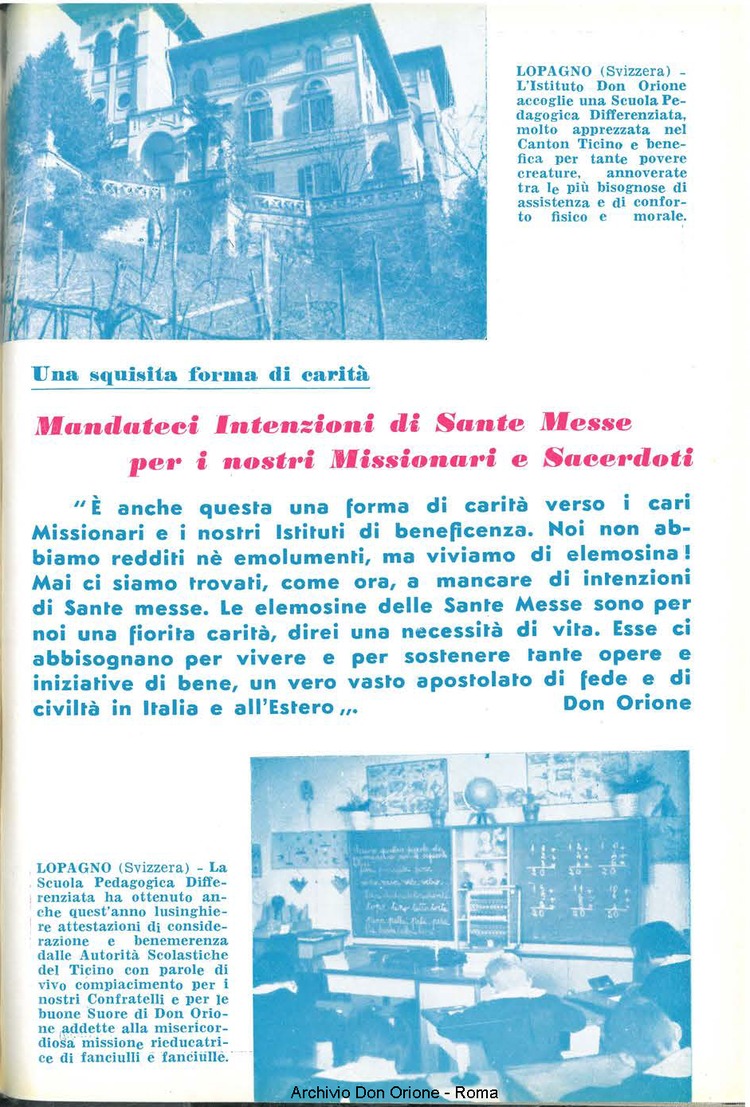 LOPAGNO (Svizzera) -
L'Istituto Don Orione
accoglie una Scuola Pe-
dagogica Differenziata,
molto apprezzata nel
Canton Ticino e bene-
fica per tante povere
creature, annoverate
tra le più bisognose di
assistenza e di confor-
to fisico e morale.
Una squisita forma di carità
Mandateci Intenzioni di Sante Messe
per i nostri Missionari e Sacerdoti
"È anche questa una forma di carità verso i cari
Missionari e i nostri Istituti di beneficenza. Noi non ab-
biamo redditi nè emolumenti, ma viviamo di elemosina!
Mai ci siamo trovati, come ora, a mancare di intenzioni
di Sante messe. Le elemosine delle Sante Messe sono per
noi una fiorita carità, direi una necessità di vita. Esse ci
abbisognano per vivere e per sostenere tante opere e
iniziative di bene, un vero vasto apostolato di fede e di
civiltà in Italia e all'Estero ,,. Don Orione
LOPAGNO (Svizzera) - La
Scuola Pedagogica Diffe-
renziata ha ottenuto an-
che quest'anno lusinghie-
re attestazioni di conside-
razione e benemerenza
dalle Autorità Scolastiche
del Ticino con parole di
vivo compiacimento per i
nostri Confratelli e per le
buone Suore di Don Orio-
ne addette alla misericor-
diosa missione rieducatri-
ce di fanciulli e fanciulle.
Archivio Don Orione - Roma